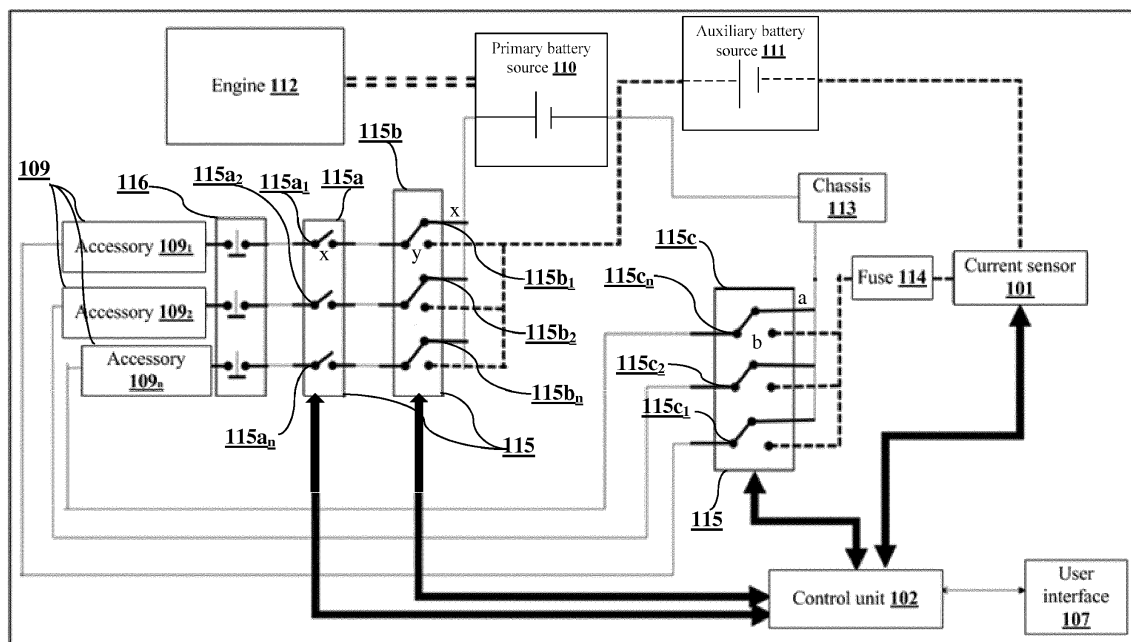 Engine 112
Primary battery
source 110
Auxiliary battery
source 111
115b
109
116
115a2
115a1
115a
x
Chassis
113
Accessory 1091
x
y
115b1
115c
115cn
a
Fuse 114
Current sensor
101
Accessory 1092
115b2
b
115c2
Accessory
109n
115bn
115c1
115an
115
115
Control unit 102
User
interface
107